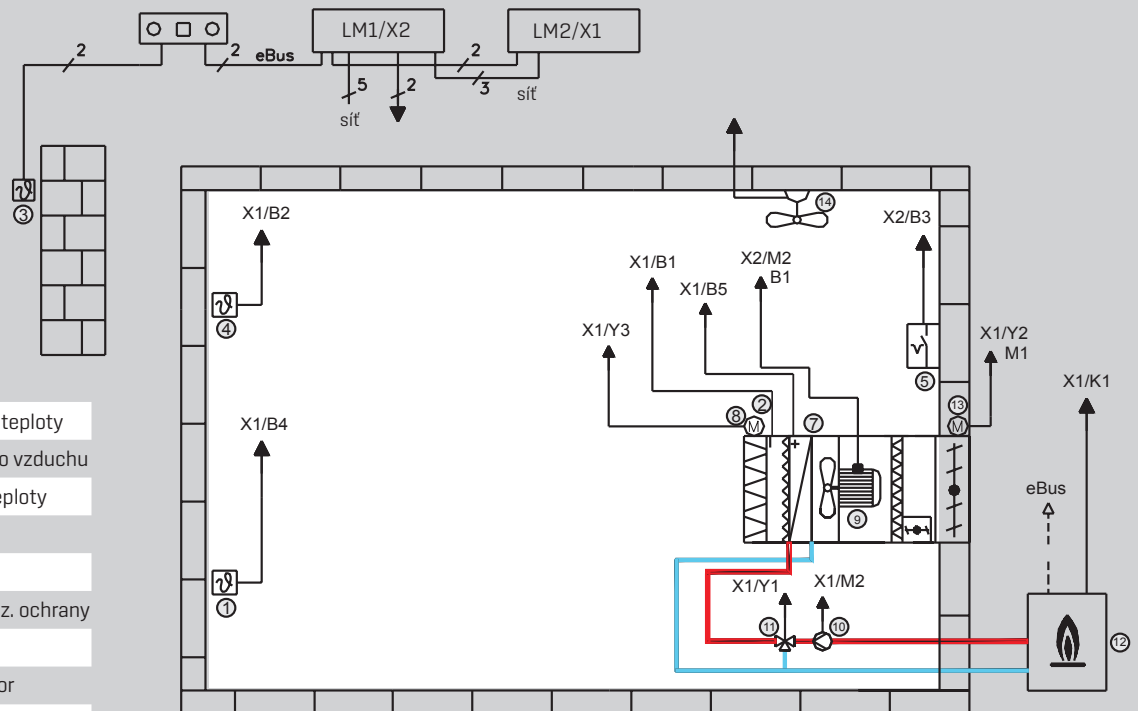 LM1/X2
LM2/X1
2
2
eBus
2
5
2
3
síť
síť
3
X1/B2
4
14
X2/B3
X1/B1
X2/M2
B1
X1/B5
X1/Y3
X1/Y2
M1
5
X1/K1
teploty
X1/B4
8
M
2
7
13
M
o vzduchu
eploty
eBus
9
1
z. ochrany
X1/Y1
X1/M2
11
10
12
or